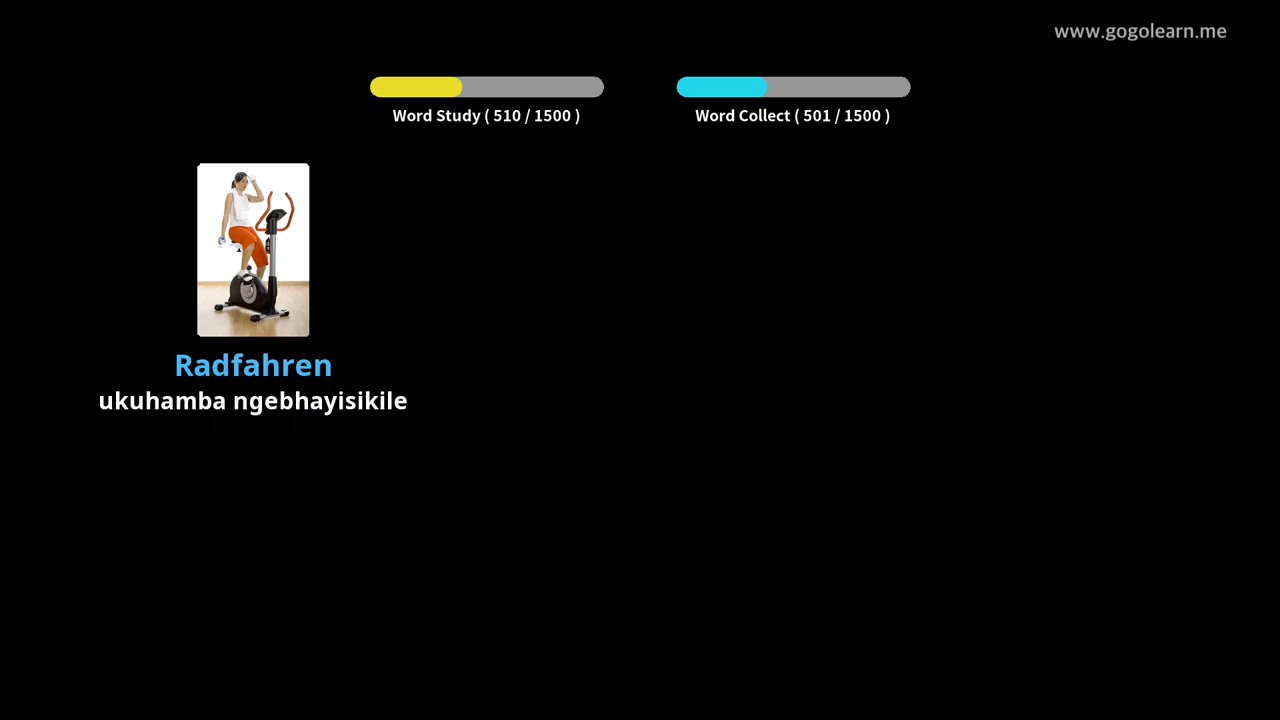 www.gogolearn.me
Word Study ( 510 / 1500 )
Word Collect ( 501 / 1500 )
Radfahren
ukuhamba ngebhayisikile